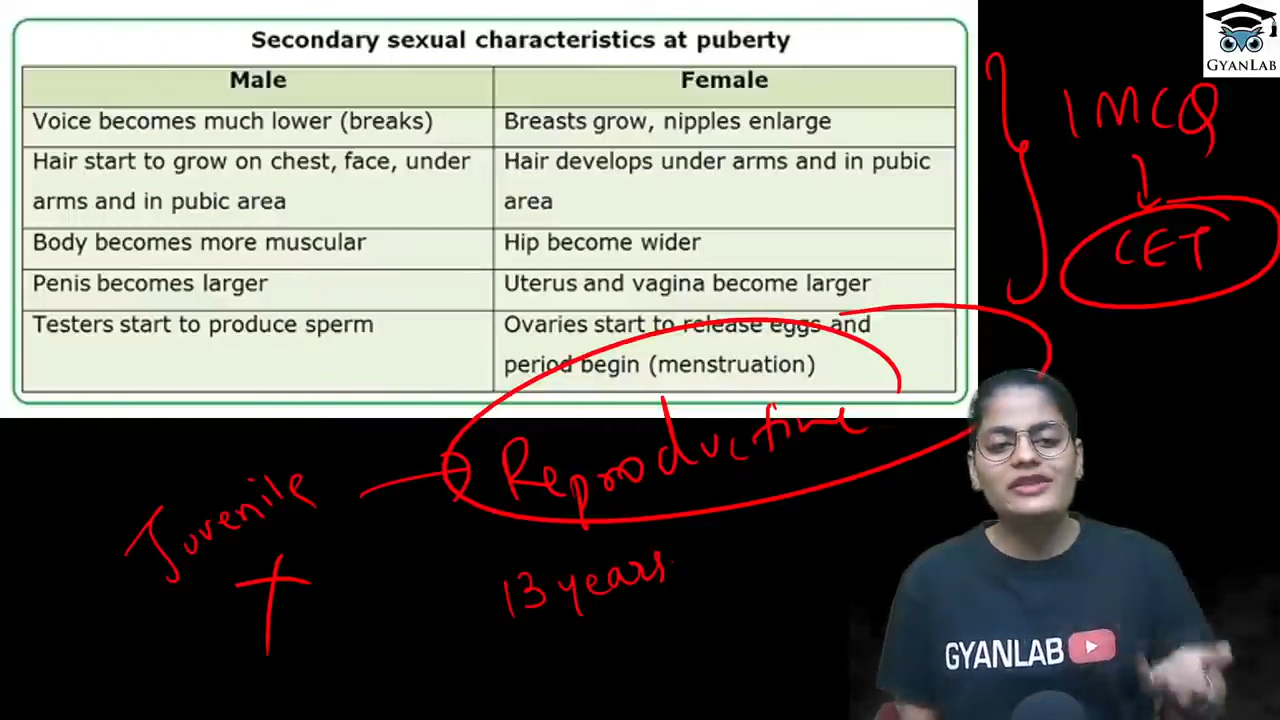 Secondary sexual characteristics at puberty
Male
Female
Voice becomes much lower (breaks)
Breasts grow, nipples enlarge
Hair start to grow on chest, face, under
arms and in pubic area
Hair develops under arms and in pubic
area
Body becomes more muscular
Hip become wider
Penis becomes larger
Uterus and vagina become larger
Testers start to produce sperm
Ovaries start to release eggs and
period begin (menstruation)
GYANLAB
1 MCQ
CET
Juvenile
Reproductive
13 years
GYANLAB